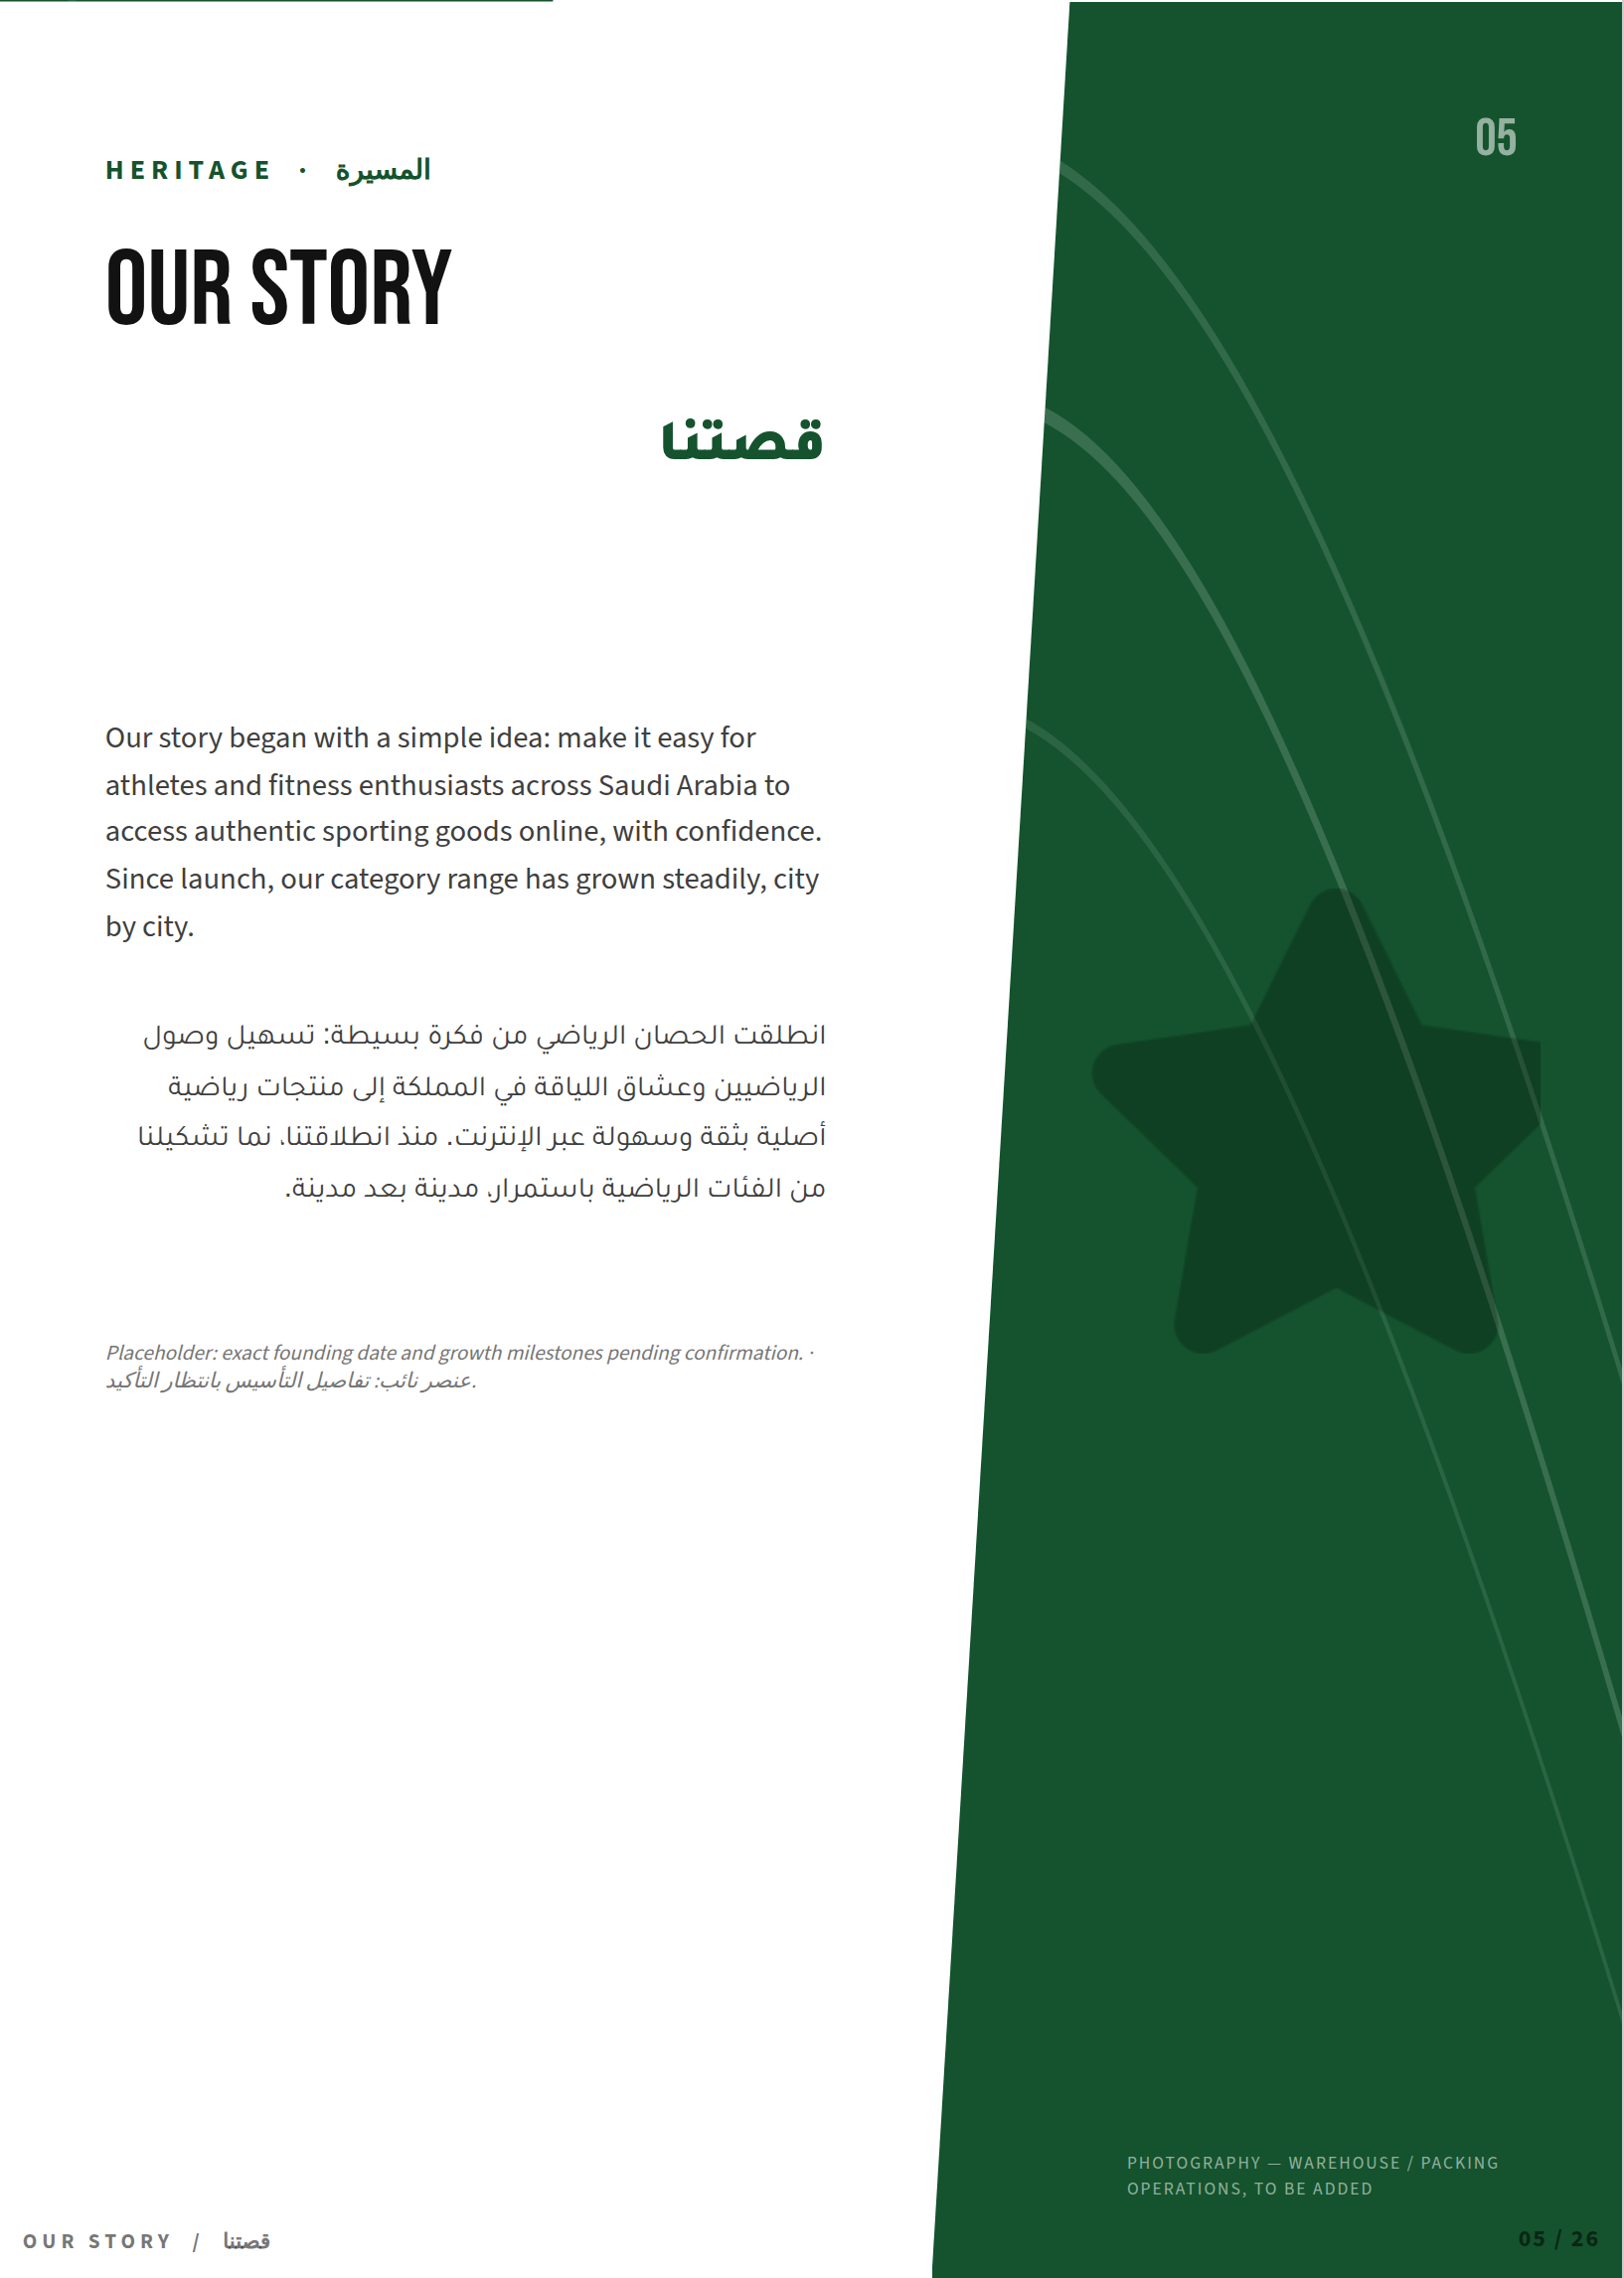 HERITAGE · المسيرة
05
OUR STORY
قصتنا
Our story began with a simple idea: make it easy for
athletes and fitness enthusiasts across Saudi Arabia to
access authentic sporting goods online, with confidence.
Since launch, our category range has grown steadily, city
by city.
انطلقت الحصان الرياضي من فكرة بسيطة: تسهيل وصول
الرياضيين وعشاق اللياقة في المملكة إلى منتجات رياضية
أصلية بثقة وسهولة عبر الإنترنت. منذ انطلاقتنا، نما تشكيلنا
من الفئات الرياضية باستمرار، مدينة بعد مدينة.
Placeholder: exact founding date and growth milestones pending confirmation. ·
عنصر نائب: تفاصيل التأسيس بانتظار التأكيد.
PHOTOGRAPHY — WAREHOUSE / PACKING
OPERATIONS, TO BE ADDED
OUR STORY / قصتنا
05 / 26